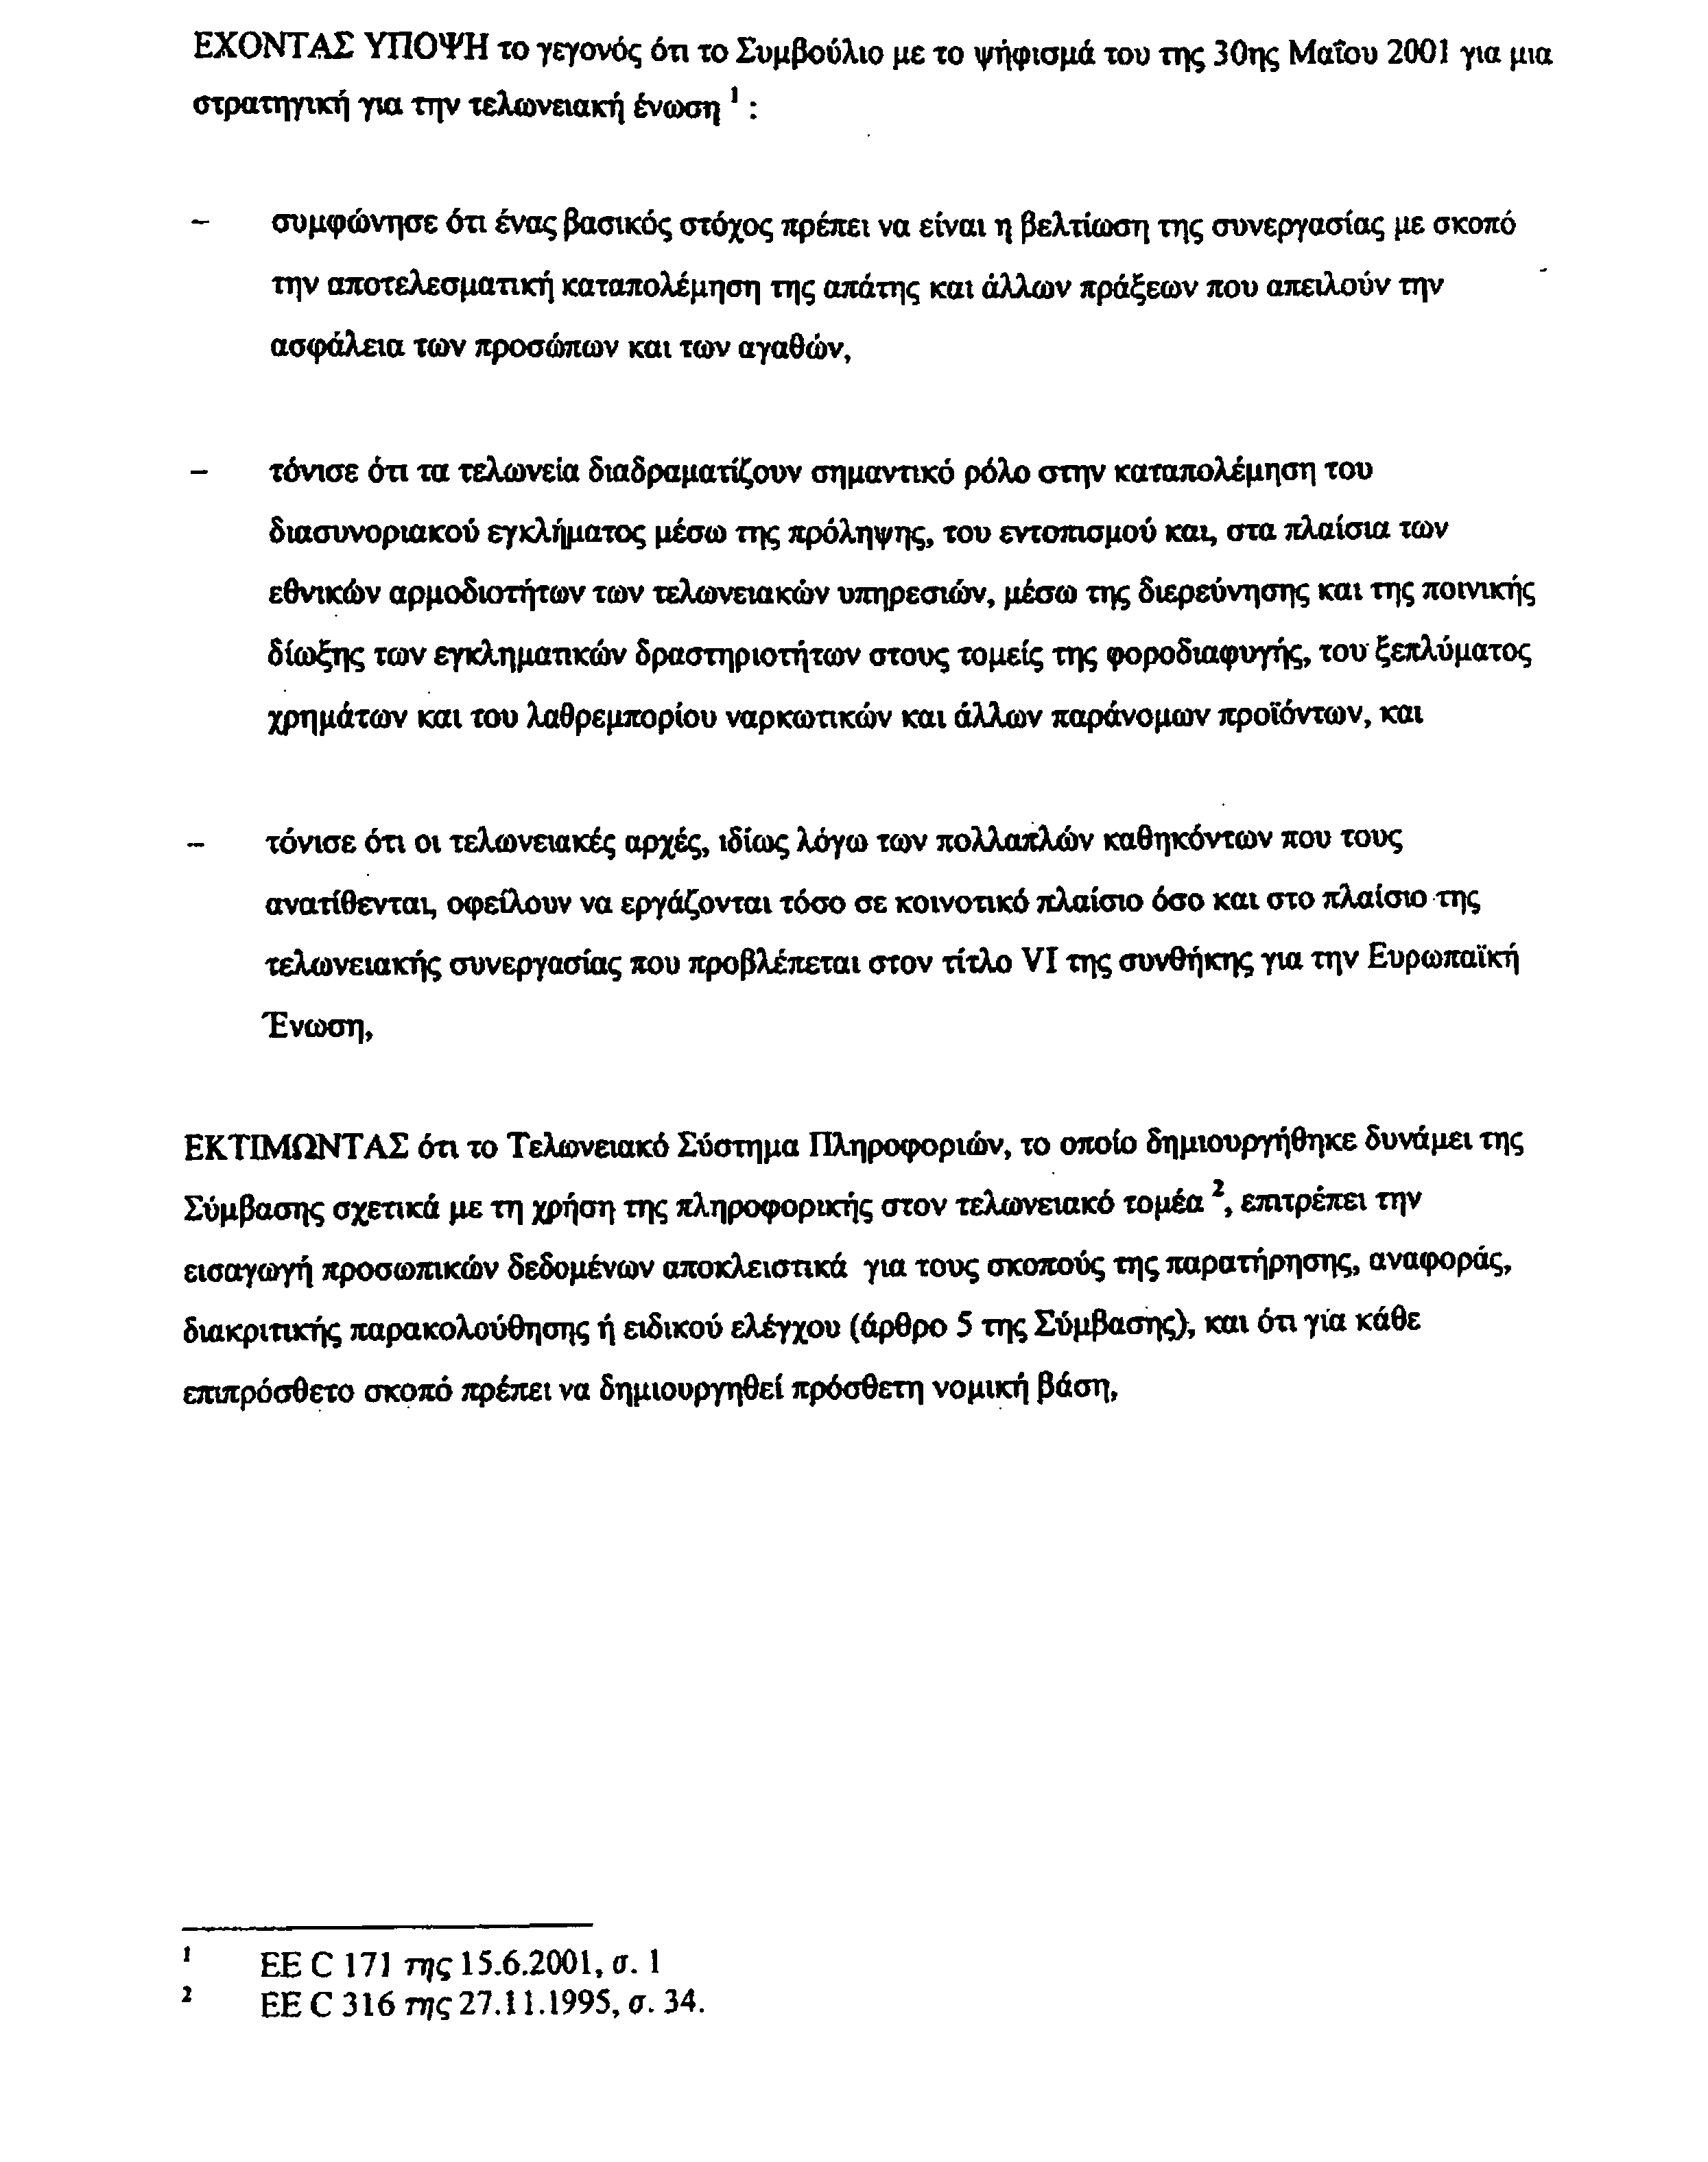 ΕΧΟΝΤΑΣ ΥΠΟΨΗ το γεγονός ότι το Συμβούλιο με το ψήφισμά του της 30ης Μαΐου 2001 για μια
στρατηγική για την τελωνειακή ένωση ¹ :
- συμφώνησε ότι ένας βασικός στόχος πρέπει να είναι η βελτίωση της συνεργασίας με σκοπό
την αποτελεσματική καταπολέμηση της απάτης και άλλων πράξεων που απειλούν την
ασφάλεια των προσώπων και των αγαθών,
- τόνισε ότι τα τελωνεία διαδραματίζουν σημαντικό ρόλο στην καταπολέμηση του
διασυνοριακού εγκλήματος μέσω της πρόληψης, του εντοπισμού και, στα πλαίσια των
εθνικών αρμοδιοτήτων των τελωνειακών υπηρεσιών, μέσω της διερεύνησης και της ποινικής
δίωξης των εγκληματικών δραστηριοτήτων στους τομείς της φοροδιαφυγής, του ξεπλύματος
χρημάτων και του λαθρεμπορίου ναρκωτικών και άλλων παράνομων προϊόντων, και
- τόνισε ότι οι τελωνειακές αρχές, ιδίως λόγω των πολλαπλών καθηκόντων που τους
ανατίθενται, οφείλουν να εργάζονται τόσο σε κοινοτικό πλαίσιο όσο και στο πλαίσιο της
τελωνειακής συνεργασίας που προβλέπεται στον τίτλο VI της συνθήκης για την Ευρωπαϊκή
Ένωση,
ΕΚΤΙΜΩΝΤΑΣ ότι το Τελωνειακό Σύστημα Πληροφοριών, το οποίο δημιουργήθηκε δυνάμει της
Σύμβασης σχετικά με τη χρήση της πληροφορικής στον τελωνειακό τομέα ², επιτρέπει την
εισαγωγή προσωπικών δεδομένων αποκλειστικά για τους σκοπούς της παρατήρησης, αναφοράς,
διακριτικής παρακολούθησης ή ειδικού ελέγχου (άρθρο 5 της Σύμβασης), και ότι για κάθε
επιπρόσθετο σκοπό πρέπει να δημιουργηθεί πρόσθετη νομική βάση,
¹ ΕΕ C 171 της 15.6.2001, σ. 1
² ΕΕ C 316 της 27.11.1995, σ. 34.